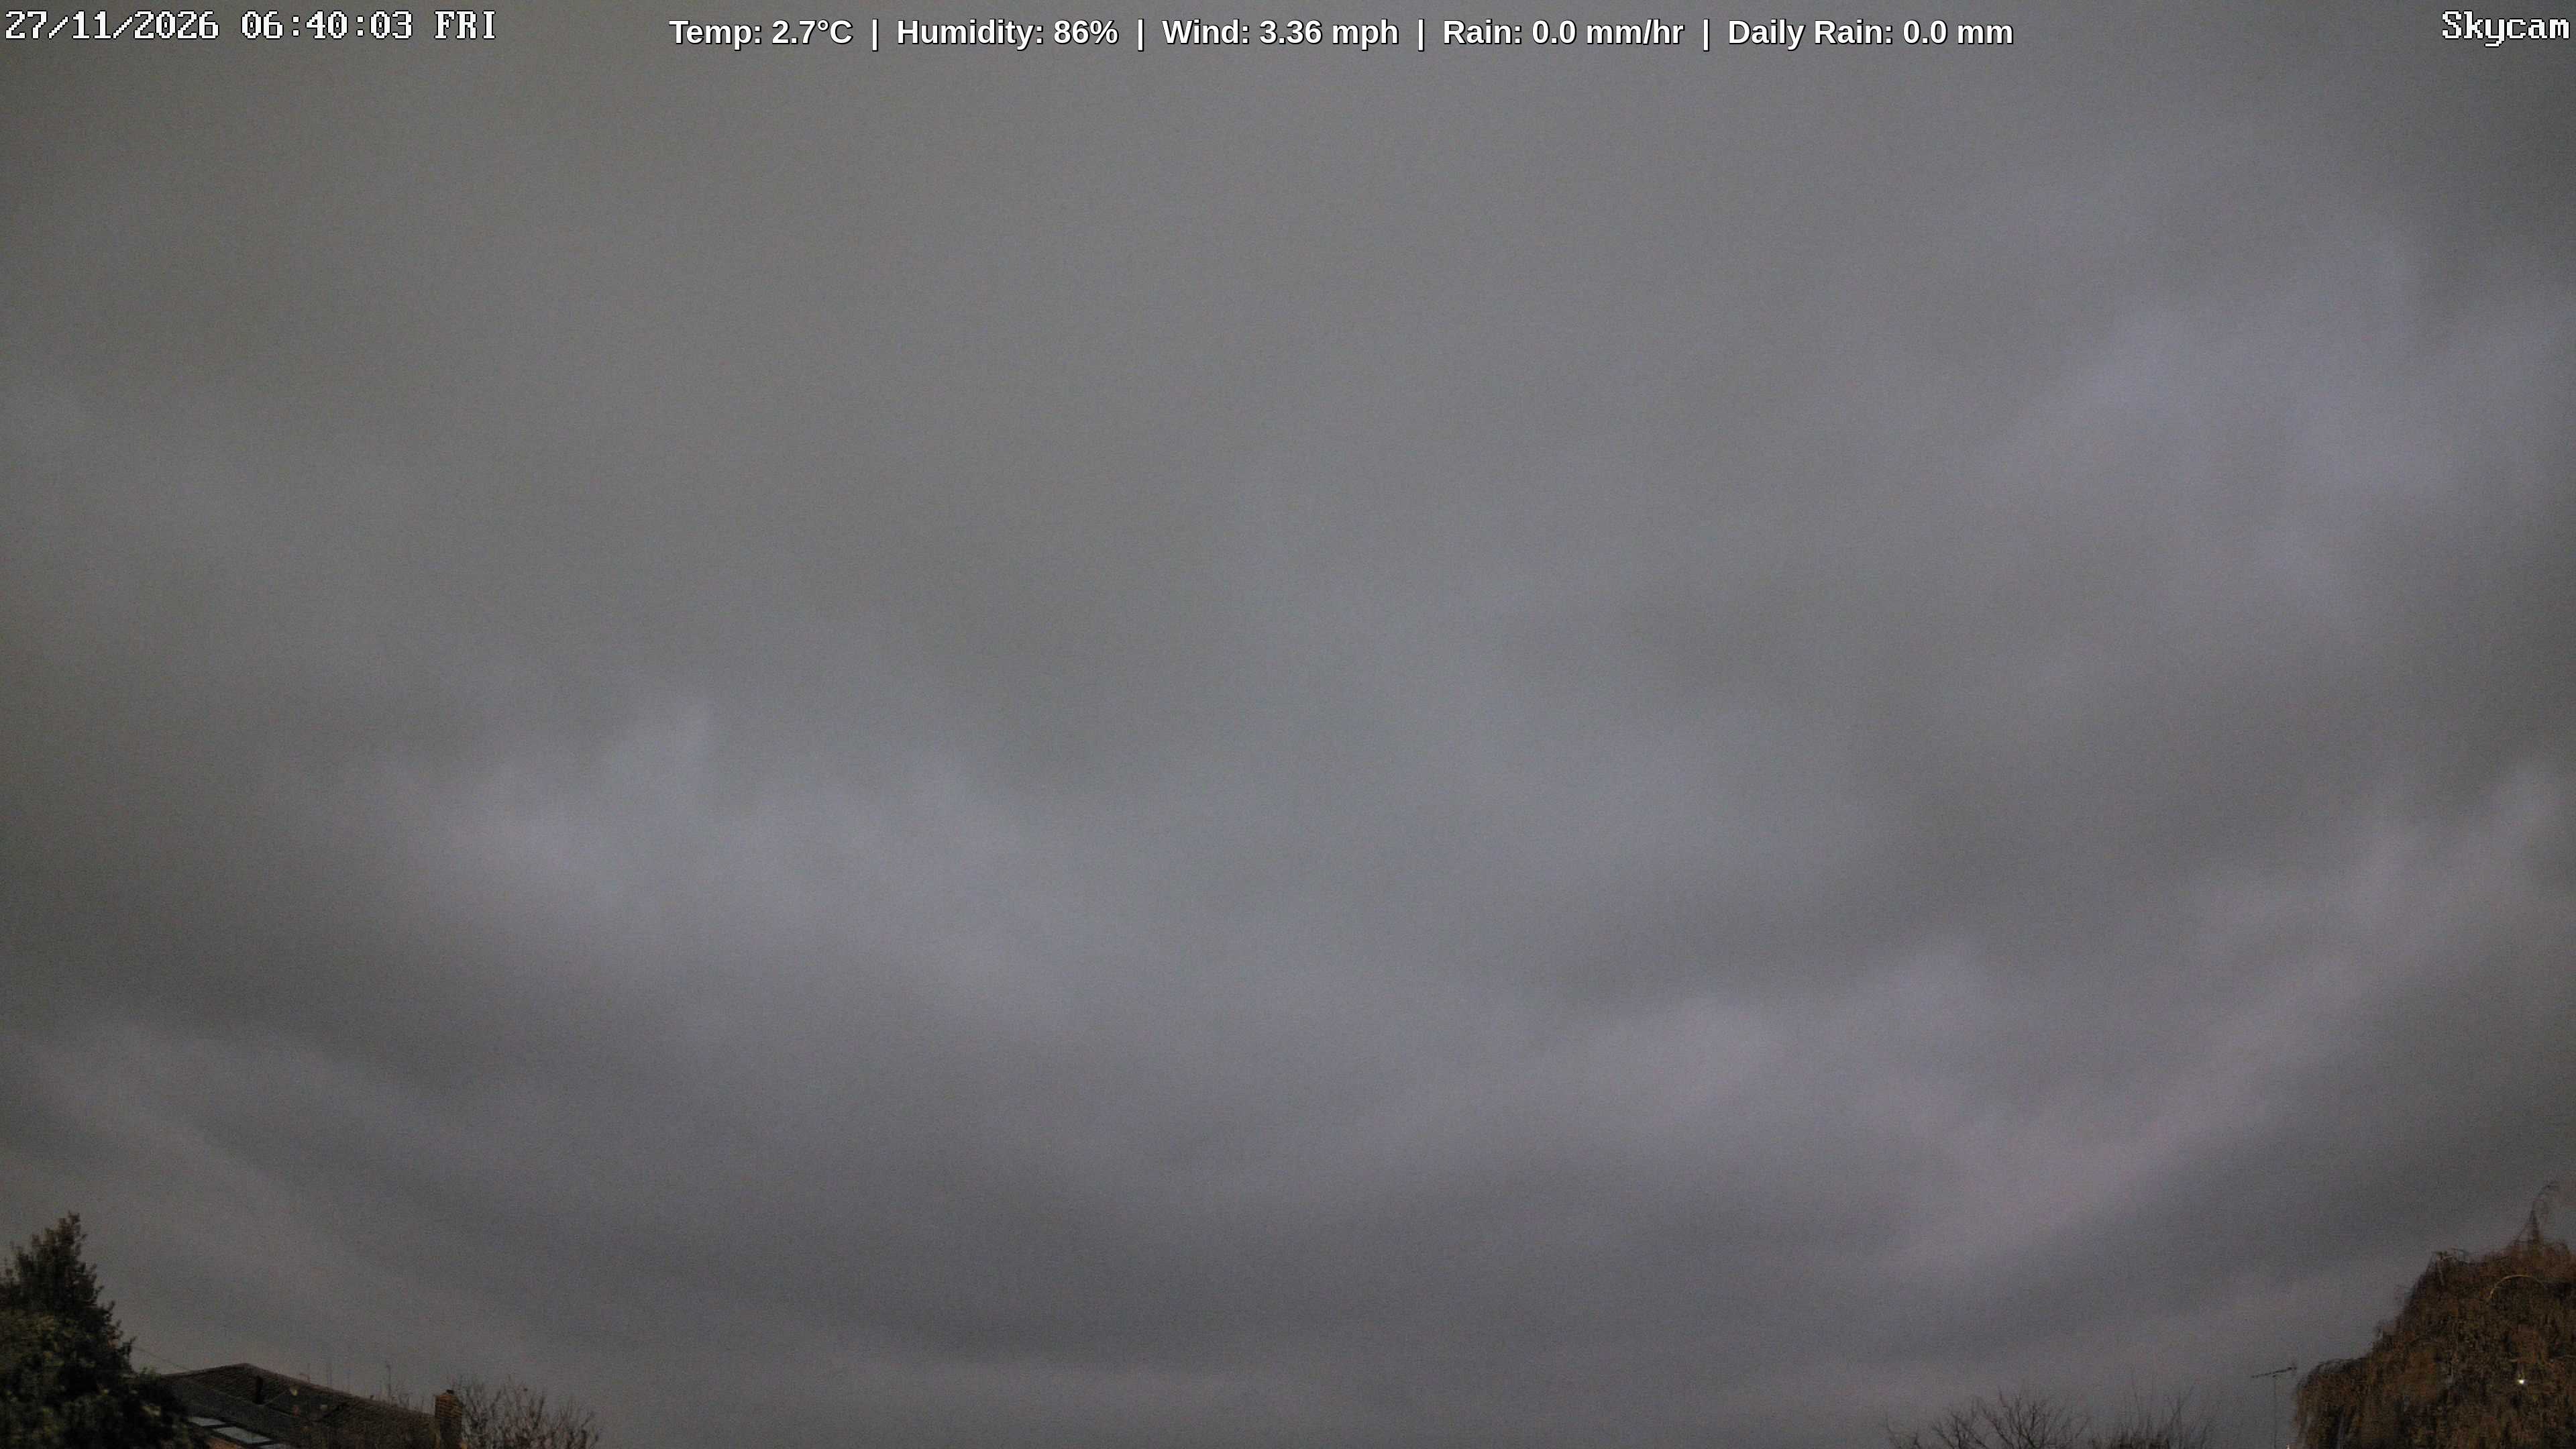 27/11/2026 06:40:03 FRI
Temp: 2.7°C | Humidity: 86% | Wind: 3.36 mph | Rain: 0.0 mm/hr | Daily Rain: 0.0 mm
Skycam